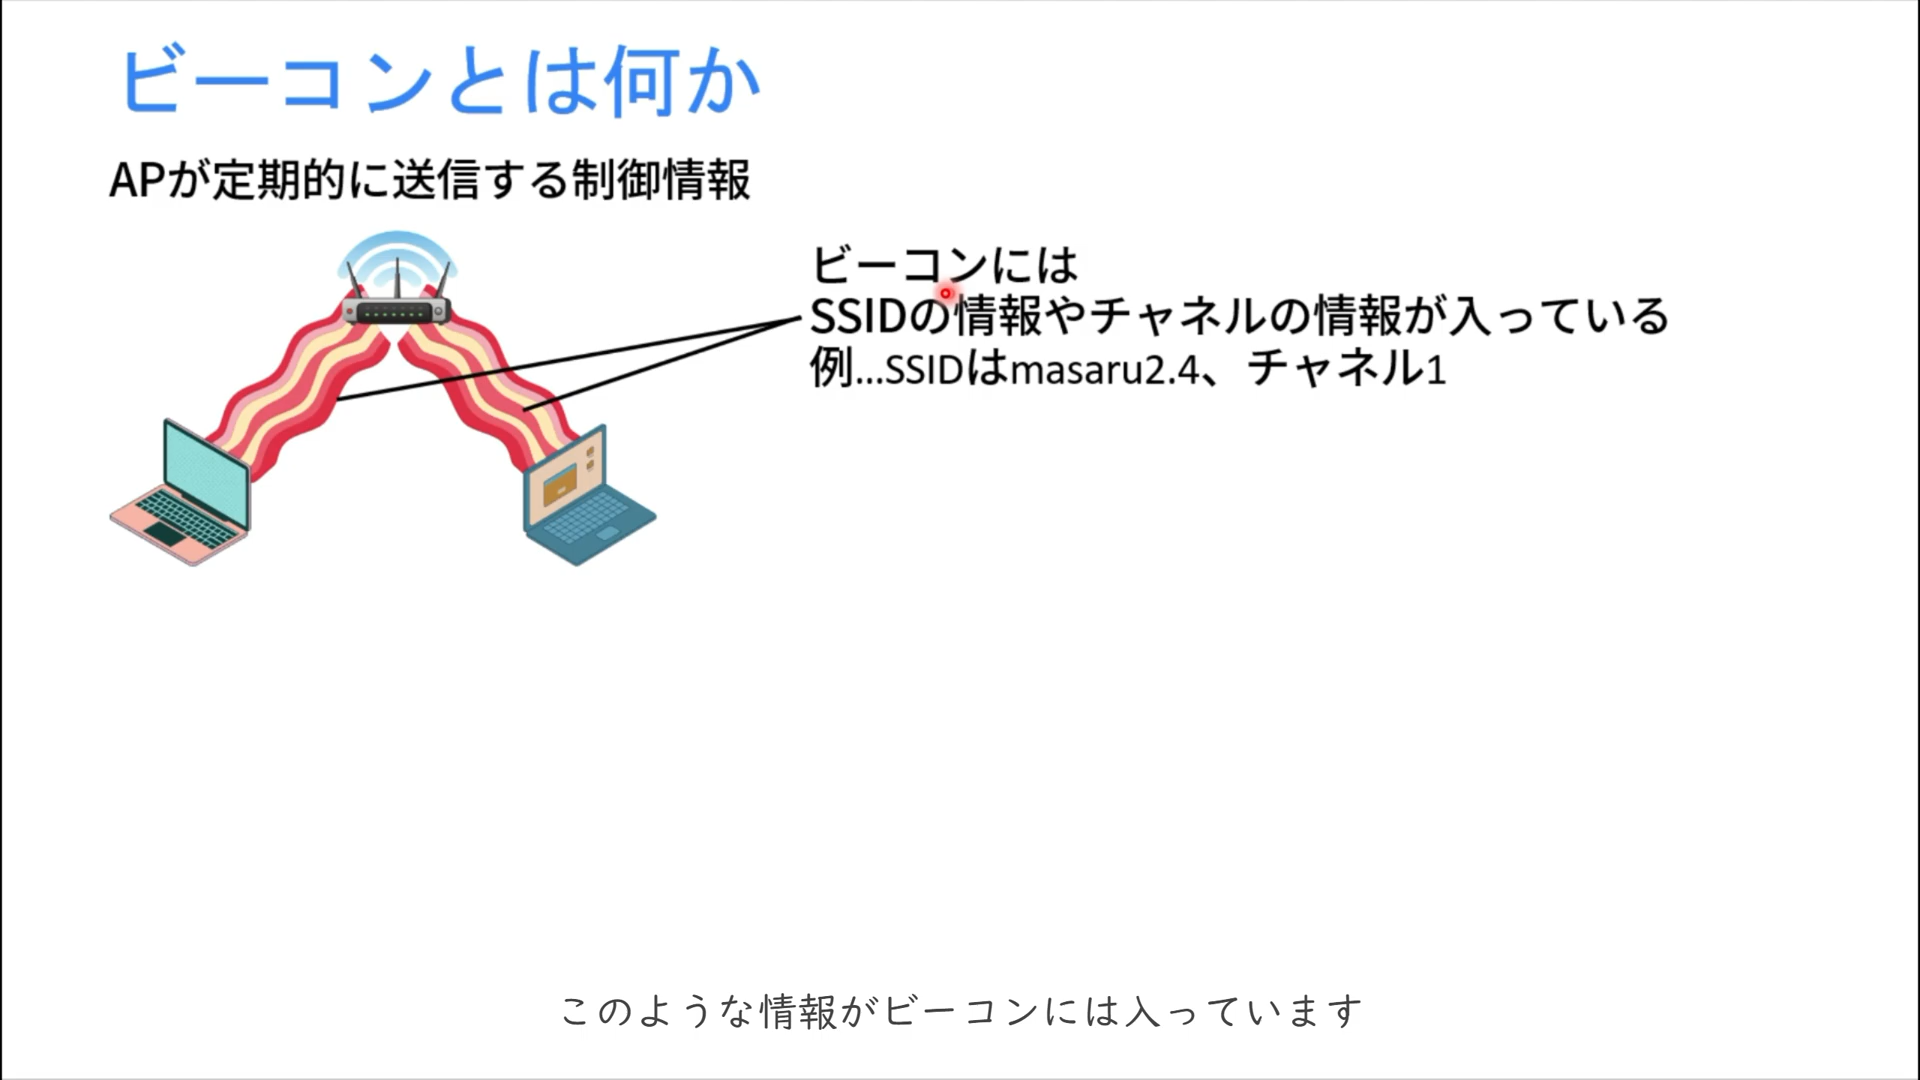 ビーコンとは何か
APが定期的に送信する制御情報
ビーコンには
SSIDの情報やチャネルの情報が入っている
例...SSIDはmasaru2.4、チャネル1
このような情報がビーコンには入っています